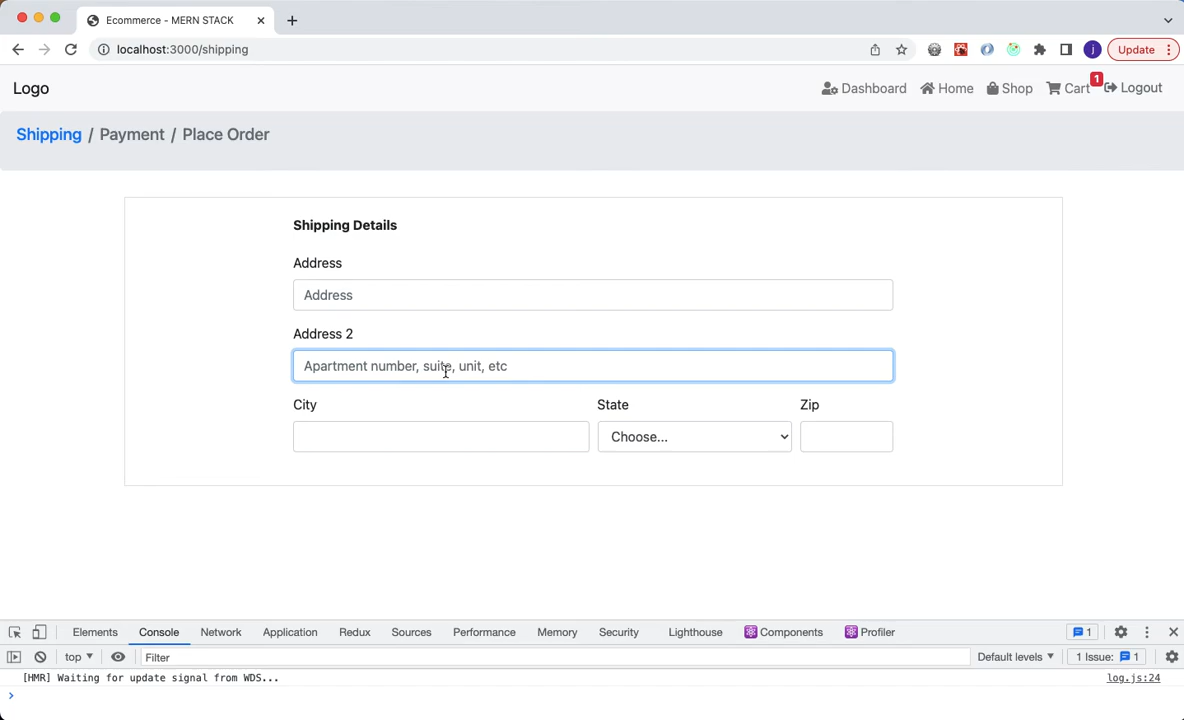 Ecommerce - MERN STACK
localhost:3000/shipping
j
Update
Logo
Dashboard Home Shop Cart 1 Logout
Shipping / Payment / Place Order
Shipping Details
Address
Address
Address 2
Apartment number, suite, unit, etc
City State Zip
Choose...
Elements Console Network Application Redux Sources Performance Memory Security Lighthouse Components Profiler 1
top Filter Default levels 1 Issue: 1
[HMR] Waiting for update signal from WDS... log.js:24